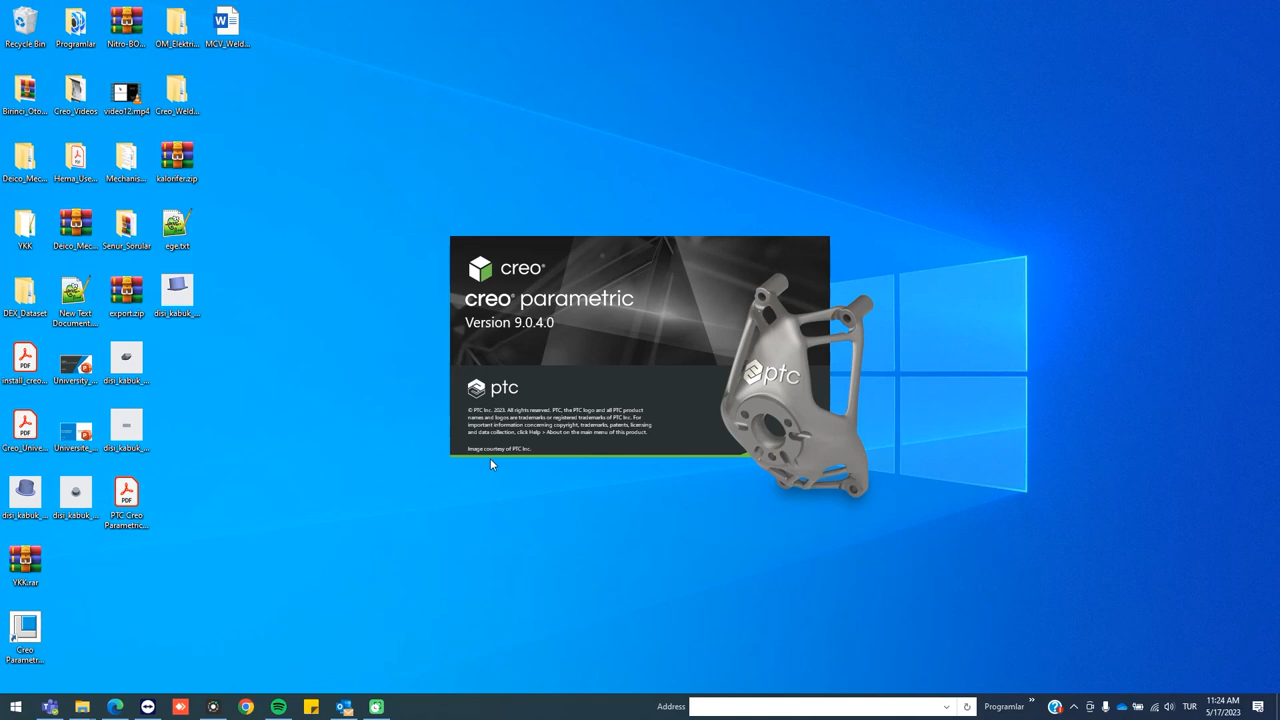 Recycle Bin
Programlar
Nitro-BO...
OM_Elektri...
MCV_Weld...
Birinci_Oto...
Creo_Videos
video12.mp4
Creo_Weld...
Deico_Mec...
Hema_Use...
Mechanis...
kalorifer.zip
YKK
Deico_Mec...
Senur_Sorular
ege.txt
DEX_Dataset
New Text
Document....
export.zip
disi_kabuk_...
install_creo...
University_...
disi_kabuk_...
Creo_Unive...
Universite_...
disi_kabuk_...
disi_kabuk_...
disi_kabuk_...
PTC Creo
Parametric...
YKK.rar
Creo
Parametr...
creo®
creo® parametric
Version 9.0.4.0
ptc
© PTC Inc. 2023. All rights reserved. PTC, the PTC logo and all PTC product
names and logos are trademarks or registered trademarks of PTC Inc. For
important information concerning copyright, trademarks, patents, licensing
and data collection, click Help > About on the main menu of this product.
Image courtesy of PTC Inc.
ptc
Address
Programlar
TUR
11:24 AM
5/17/2023